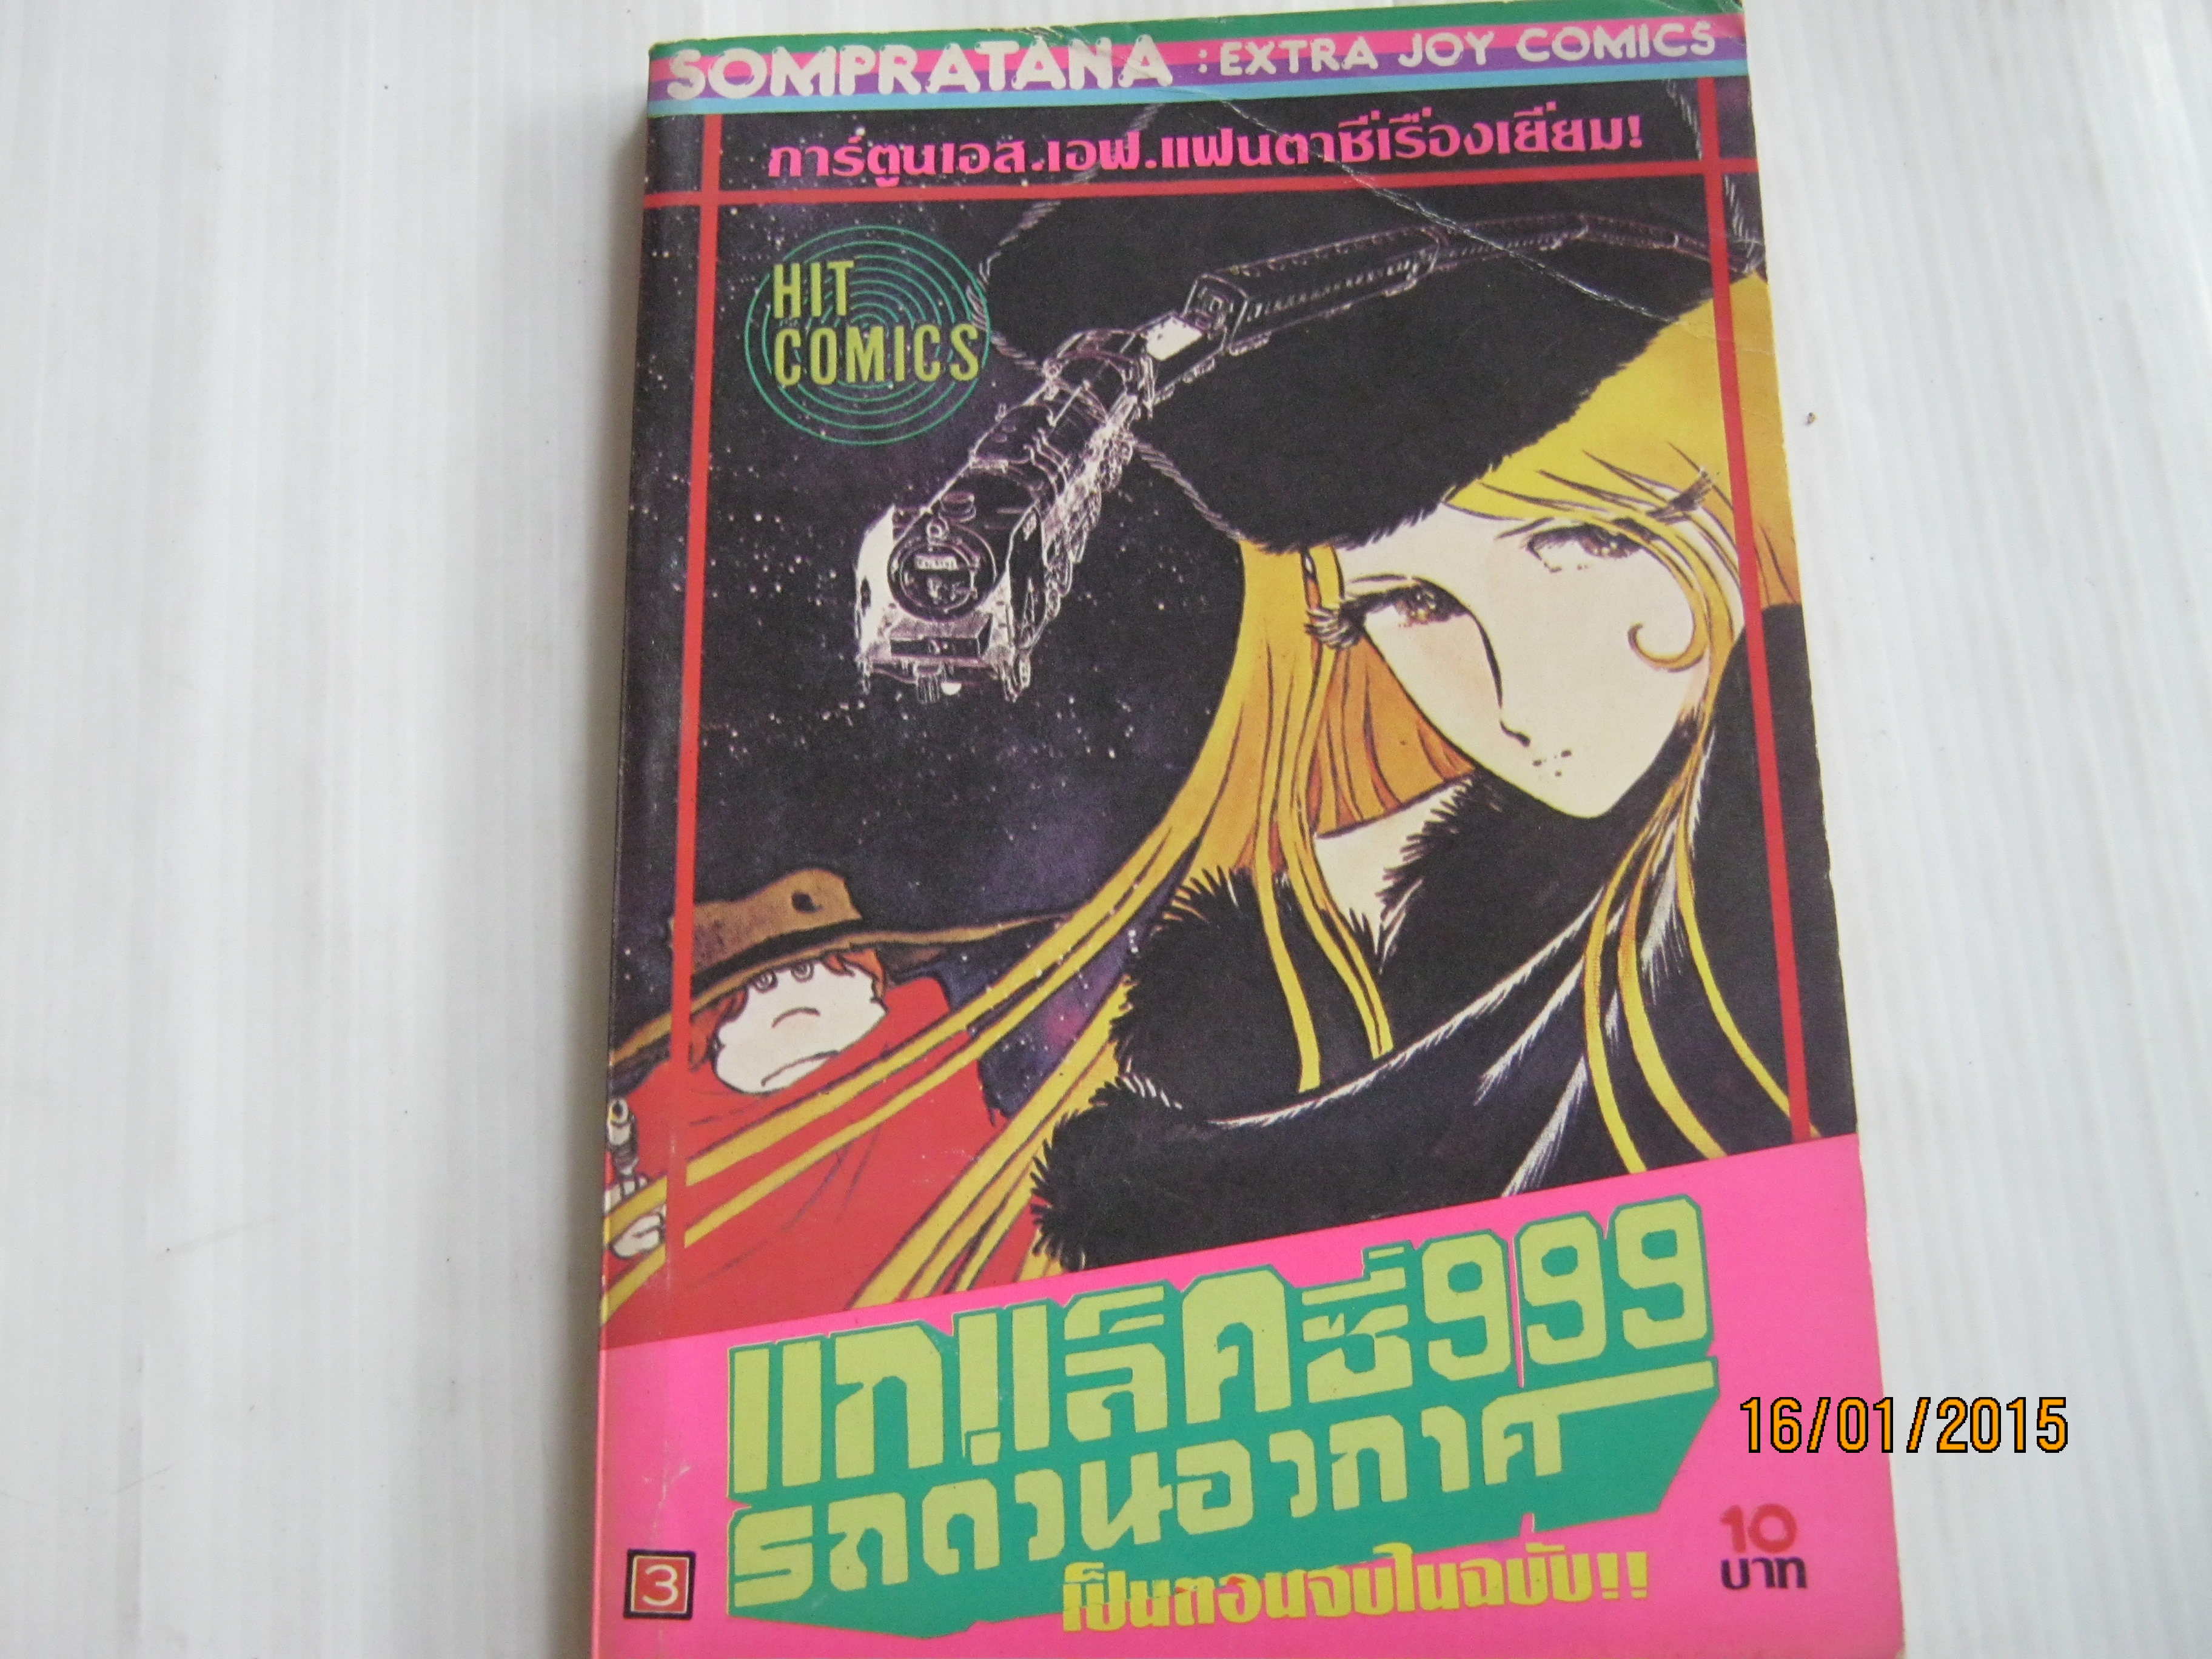 SOMPRATANA : EXTRA JOY COMICS
การ์ตูนเอส.เอฟ.แฟนตาซีเรื่องเยี่ยม!
HIT
COMICS
แกแล็คซี่999
รถด่วนอวกาศ
เป็นตอนจบในฉบับ!!
3
10
บาท
16/01/2015